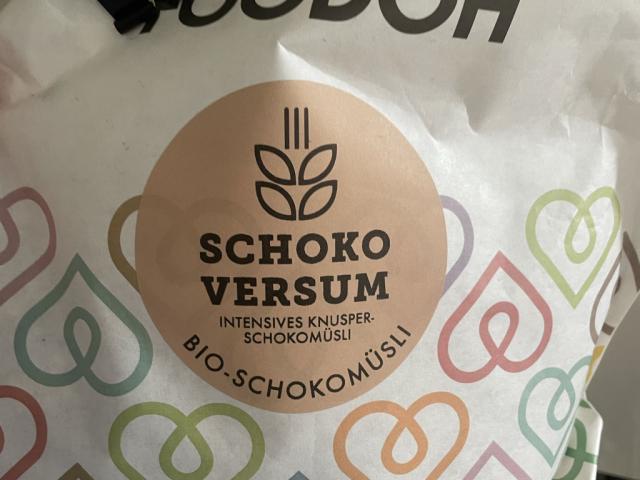 SCHOKO
VERSUM
INTENSIVES KNUSPER-
SCHOKOMÜSLI
BIO-SCHOKOMÜSLI